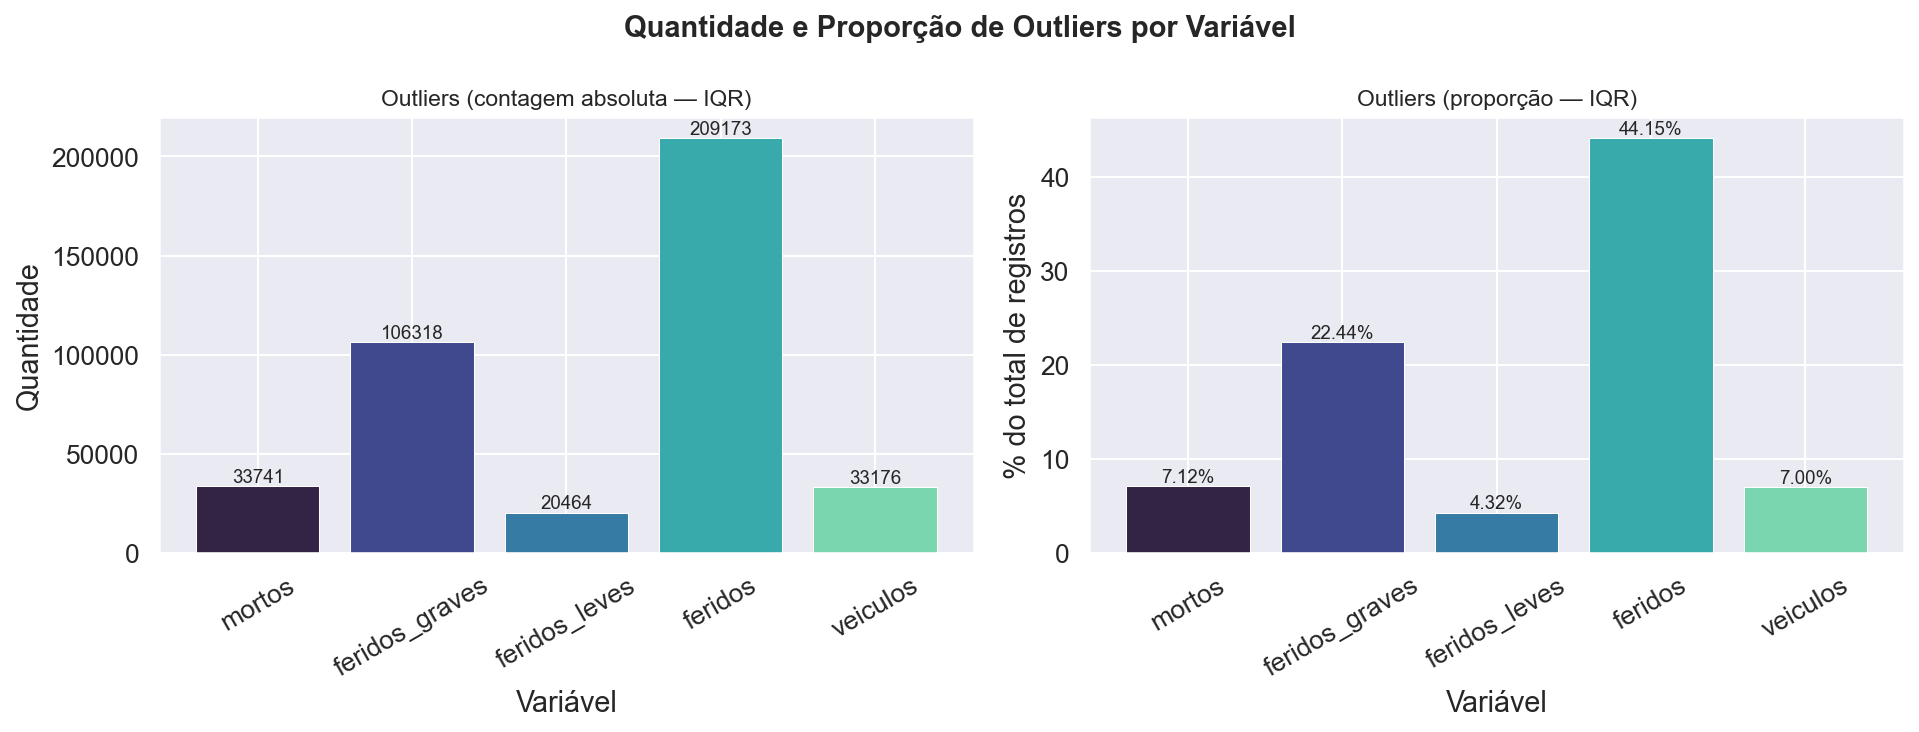 Quantidade e Proporção de Outliers por Variável
Outliers (contagem absoluta — IQR)
Quantidade
200000
150000
100000
50000
0
33741
106318
20464
209173
33176
mortos
feridos_graves
feridos_leves
feridos
veiculos
Variável
Outliers (proporção — IQR)
% do total de registros
40
30
20
10
0
7.12%
22.44%
4.32%
44.15%
7.00%
mortos
feridos_graves
feridos_leves
feridos
veiculos
Variável